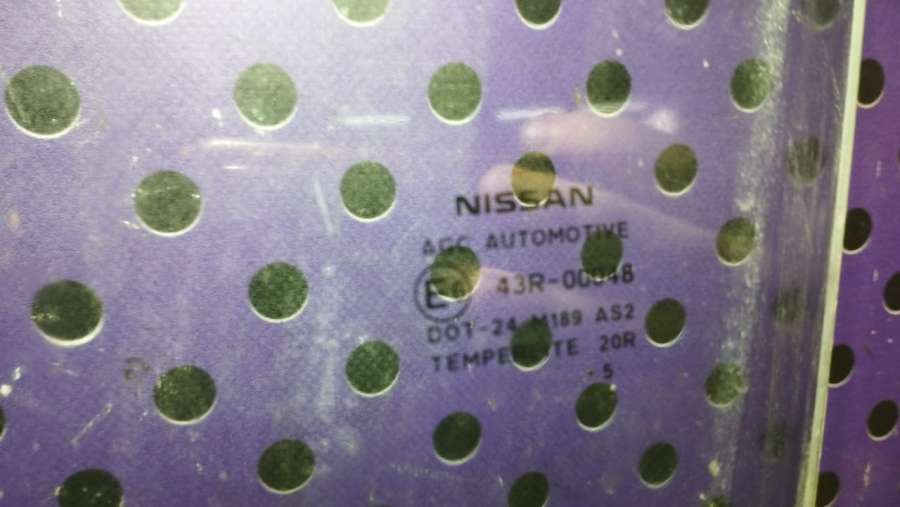 NISSAN
AGC AUTOMOTIVE
43R-00048
DOT-24 M189 AS2
TEMPERLITE 20R
. 5